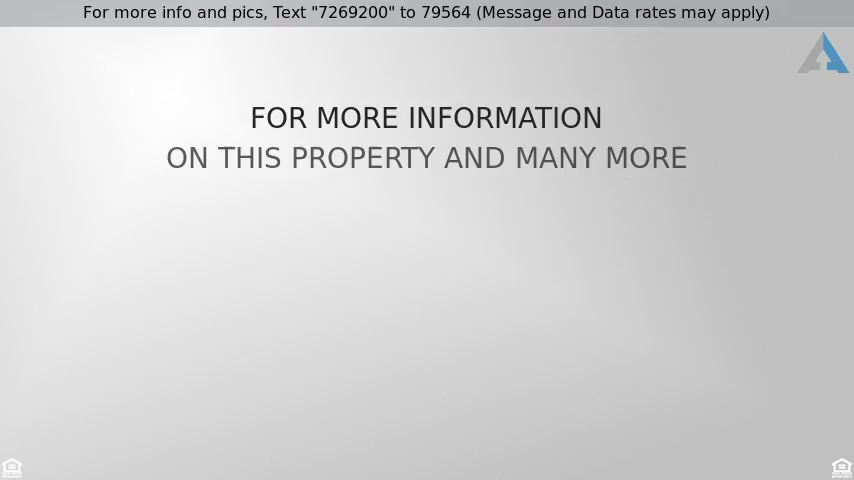 For more info and pics, Text "7269200" to 79564 (Message and Data rates may apply)
FOR MORE INFORMATION
ON THIS PROPERTY AND MANY MORE